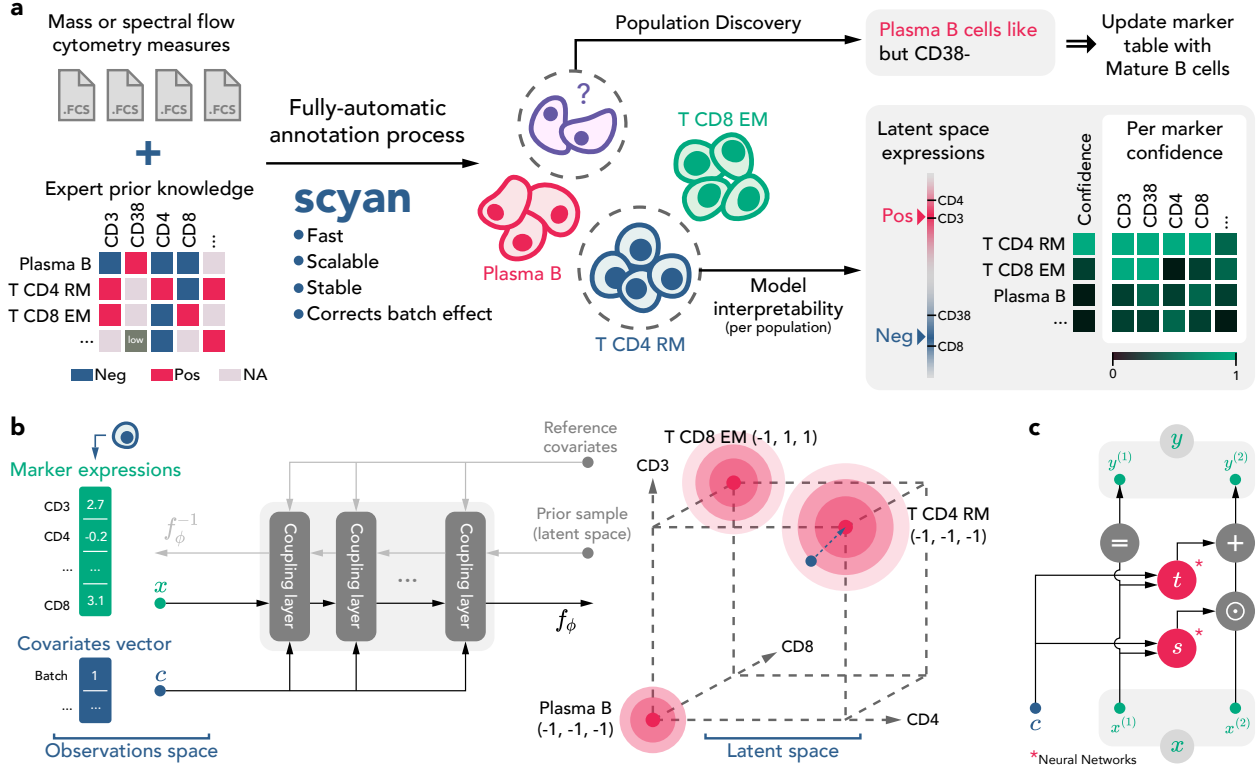 a
Mass or spectral flow
cytometry measures
.FCS .FCS .FCS .FCS
+
Expert prior knowledge
CD3 CD38 CD4 CD8 ...
Plasma B
T CD4 RM
T CD8 EM
...
low
Neg Pos NA
Fully-automatic
annotation process
scyan
Fast
Scalable
Stable
Corrects batch effect
Population Discovery
?
T CD8 EM
Plasma B
T CD4 RM
Model
interpretability
(per population)
Plasma B cells like
but CD38-
Update marker
table with
Mature B cells
Latent space
expressions
Pos
Neg
CD4
CD3
CD38
CD8
Confidence
Per marker
confidence
CD3 CD38 CD4 CD8 ...
T CD4 RM
T CD8 EM
Plasma B
...
0 1
b
Marker expressions
CD3 2.7
CD4 -0.2
... ...
CD8 3.1
x
Covariates vector
Batch 1
... ...
c
Observations space
f_ϕ^{-1}
Reference
covariates
Prior sample
(latent space)
Coupling layer
Coupling layer
...
Coupling layer
f_ϕ
T CD8 EM (-1, 1, 1)
CD3
T CD4 RM
(-1, -1, -1)
CD8
Plasma B
(-1, -1, -1)
CD4
Latent space
c
y
y^{(1)} y^{(2)}
= +
t *
⊙
s *
c x^{(1)} x^{(2)}
x
*Neural Networks